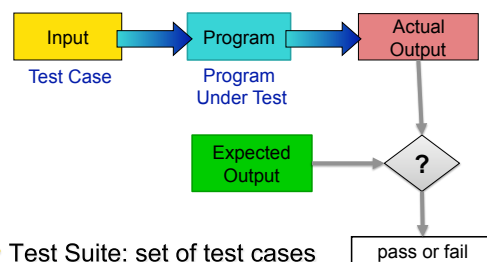 Input
Program
Actual
Output
Test Case
Program
Under Test
Expected
Output
?
Test Suite: set of test cases
pass or fail